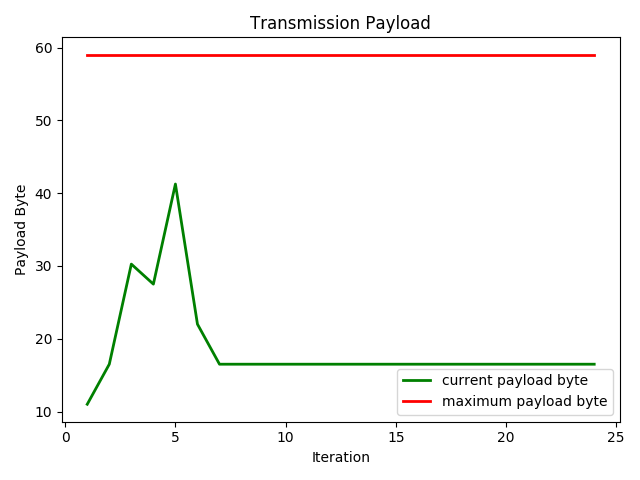 Transmission Payload
60
50
40
30
20
10
Payload Byte
0
5
10
15
20
25
Iteration
current payload byte
maximum payload byte